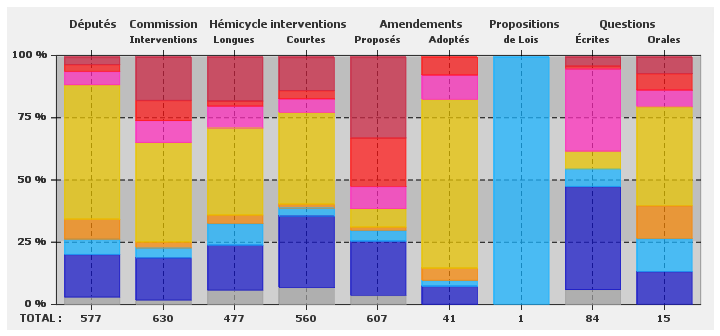 Députés Commission Hémicycle interventions Amendements Propositions Questions
Interventions Longues Courtes Proposés Adoptés de Lois Écrites Orales
100 %
75 %
50 %
25 %
0 %
TOTAL : 577 630 477 560 607 41 1 84 15